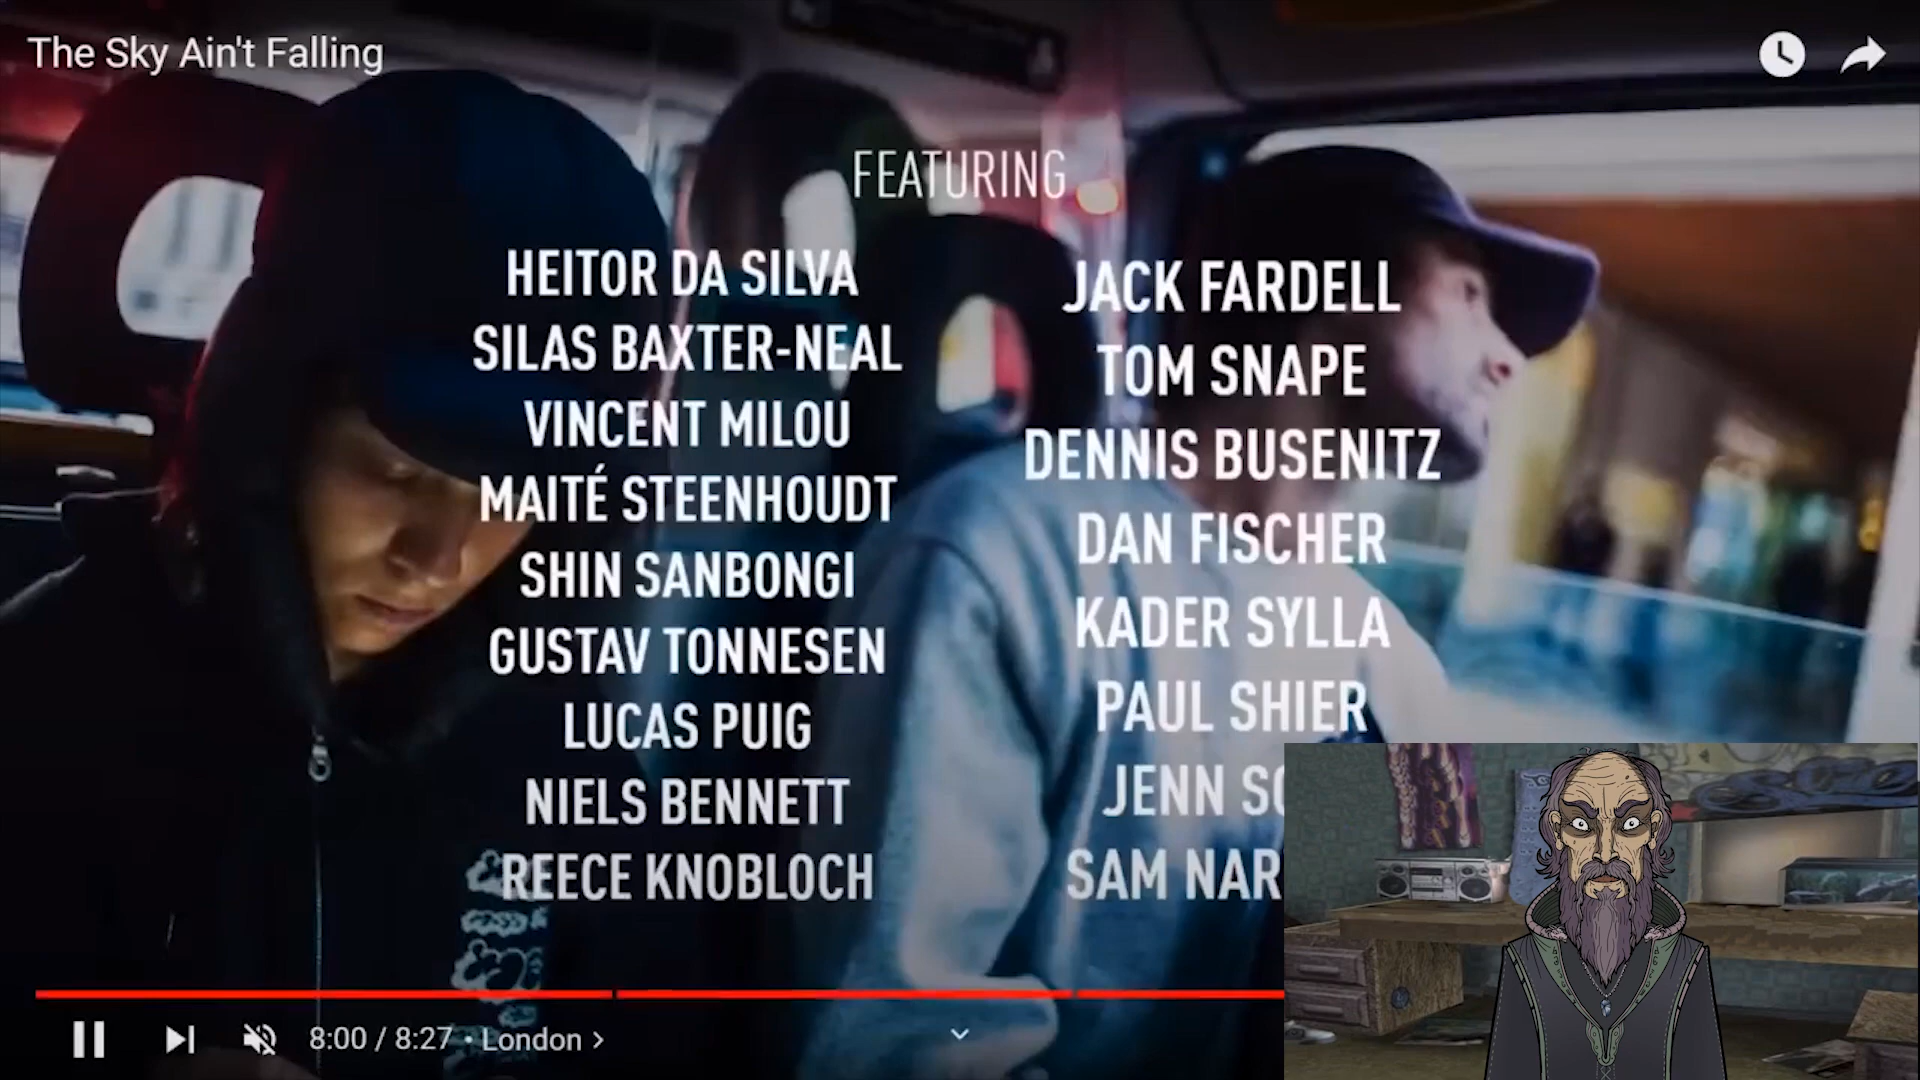 The Sky Ain't Falling
FEATURING
HEITOR DA SILVA
SILAS BAXTER-NEAL
VINCENT MILOU
MAITÉ STEENHOUDT
SHIN SANBONGI
GUSTAV TONNESEN
LUCAS PUIG
NIELS BENNETT
REECE KNOBLOCH
JACK FARDELL
TOM SNAPE
DENNIS BUSENITZ
DAN FISCHER
KADER SYLLA
PAUL SHIER
JENN
SAM
8:00 / 8:27 • London >